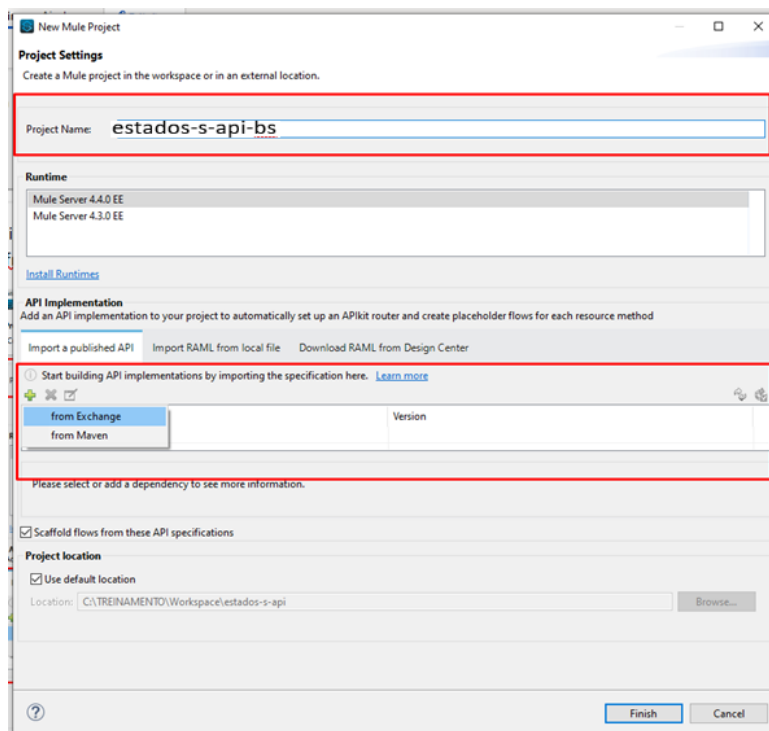 New Mule Project
Project Settings
Create a Mule project in the workspace or in an external location.
Project Name: estados-s-api-bs
Runtime
Mule Server 4.4.0 EE
Mule Server 4.3.0 EE
Install Runtimes
API Implementation
Add an API implementation to your project to automatically set up an APIkit router and create placeholder flows for each resource method
Import a published API Import RAML from local file Download RAML from Design Center
Start building API implementations by importing the specification here. Learn more
from Exchange Version
from Maven
Please select or add a dependency to see more information.
Scaffold flows from these API specifications
Project location
Use default location
Location: C:\TREINAMENTO\Workspace\estados-s-api Browse...
Finish Cancel